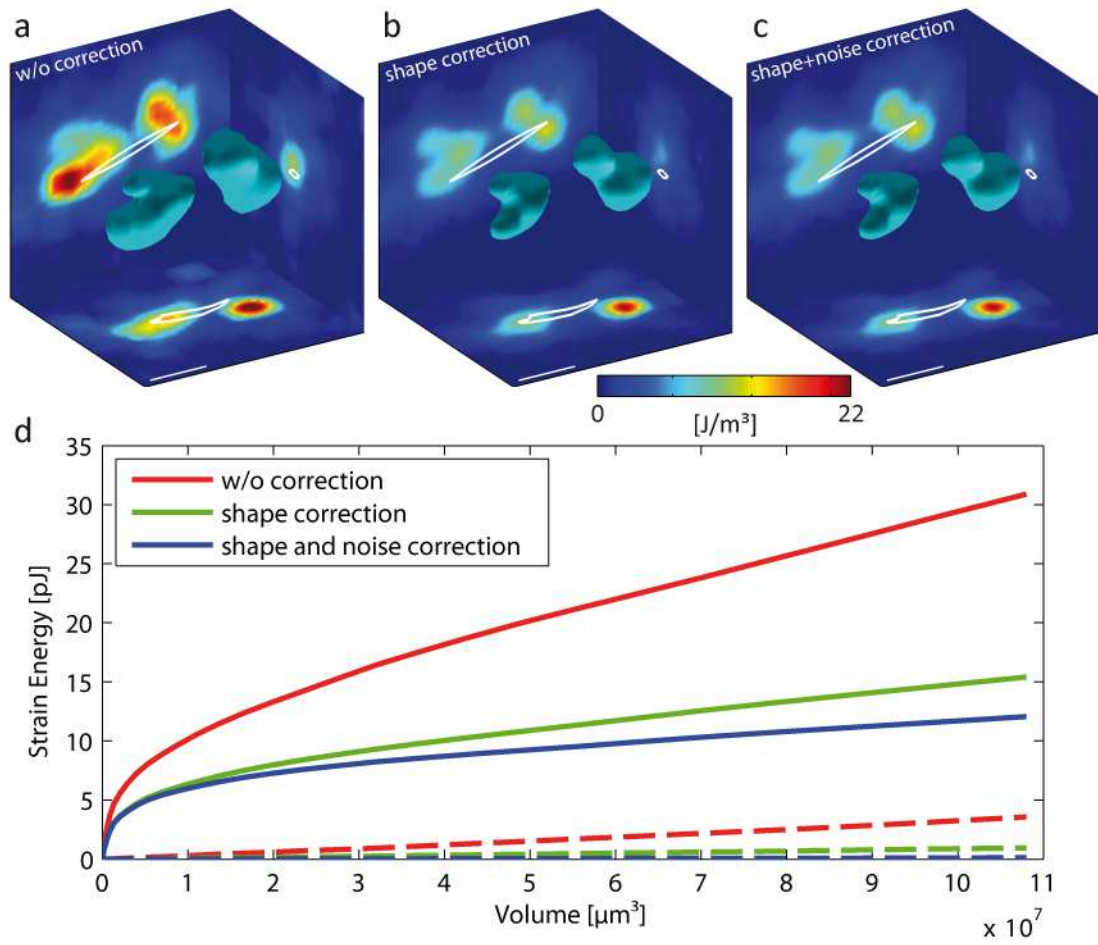 a
w/o correction
b
shape correction
c
shape+noise correction
0
22
[J/m³]
d
35
30
25
20
15
10
5
0
Strain Energy [pJ]
w/o correction
shape correction
shape and noise correction
0 1 2 3 4 5 6 7 8 9 10 11
Volume [µm³]
x 10⁷